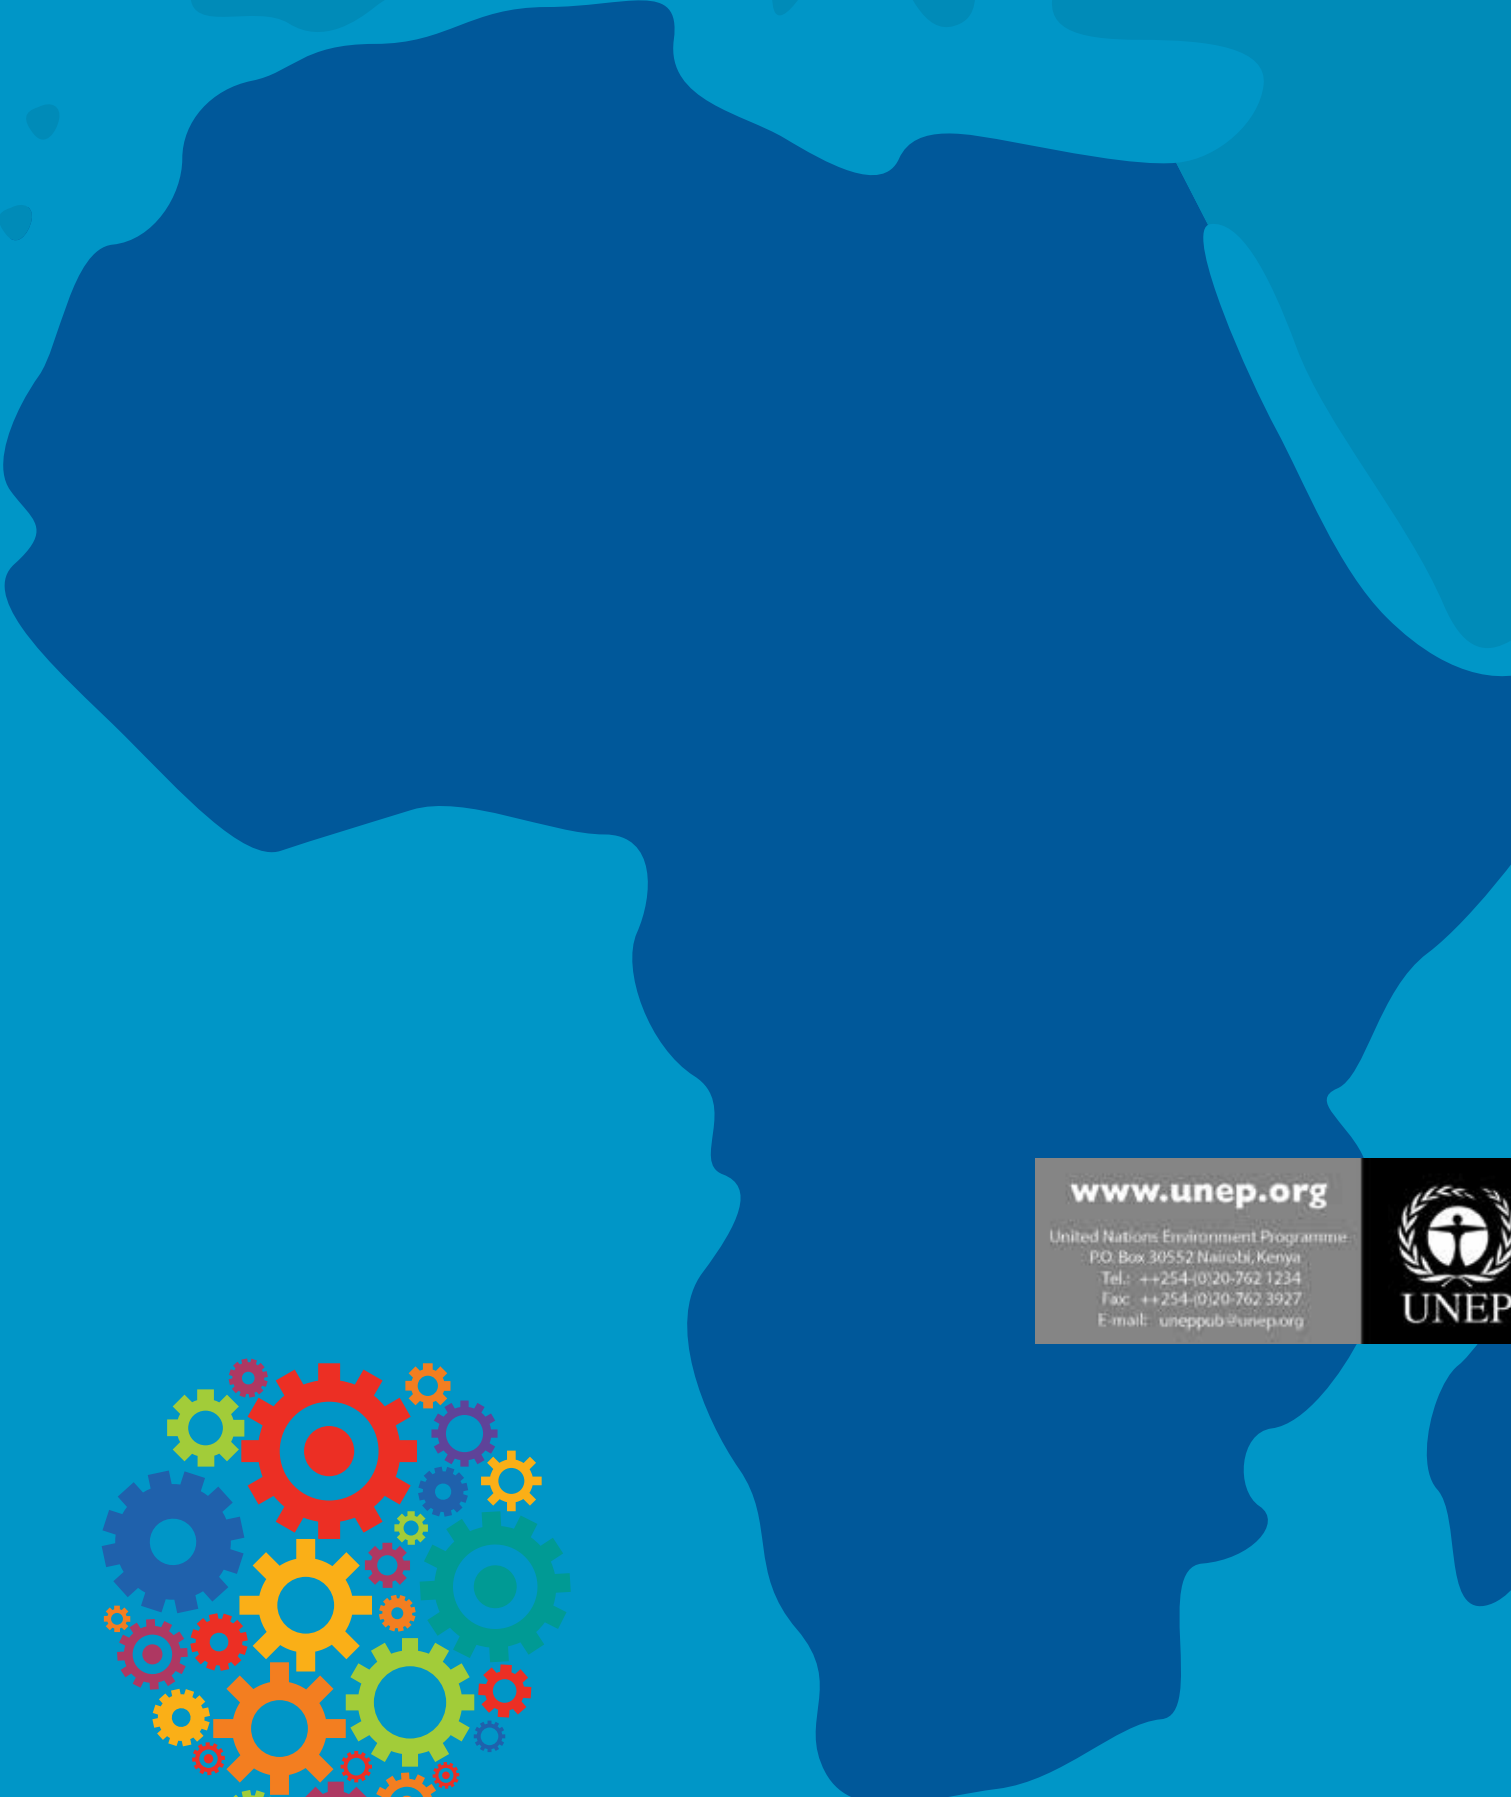 www.unep.org
United Nations Environment Programme
P.O. Box 30552 Nairobi, Kenya
Tel.: ++254-(0)20-762 1234
Fax: ++254-(0)20-762 3927
E-mail: uneppub@unep.org
UNEP